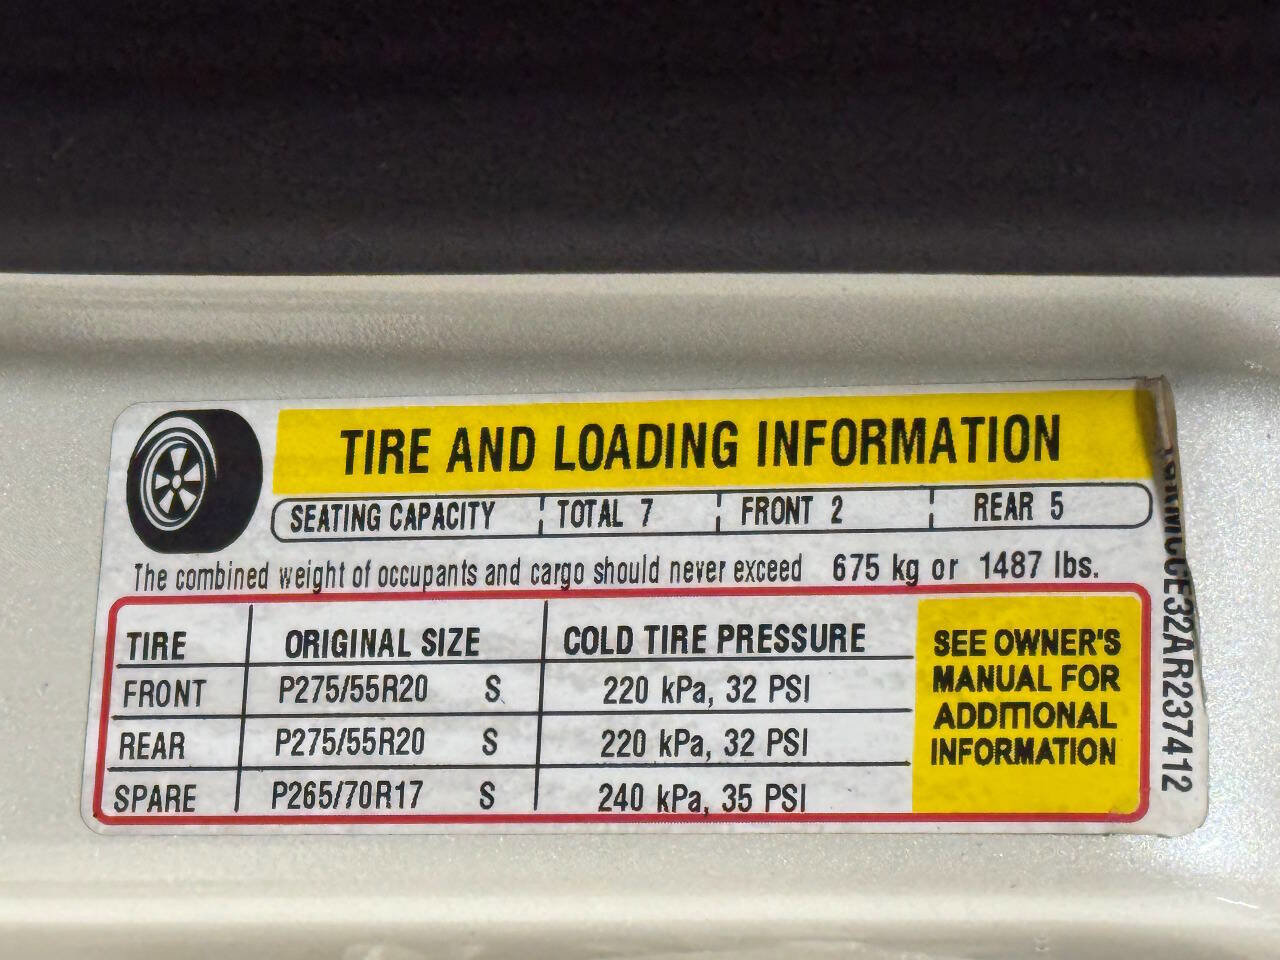 TIRE AND LOADING INFORMATION
SEATING CAPACITY TOTAL 7 FRONT 2 REAR 5
The combined weight of occupants and cargo should never exceed 675 kg or 1487 lbs.
TIRE ORIGINAL SIZE COLD TIRE PRESSURE
FRONT P275/55R20 S 220 kPa, 32 PSI
REAR P275/55R20 S 220 kPa, 32 PSI
SPARE P265/70R17 S 240 kPa, 35 PSI
SEE OWNER'S
MANUAL FOR
ADDITIONAL
INFORMATION